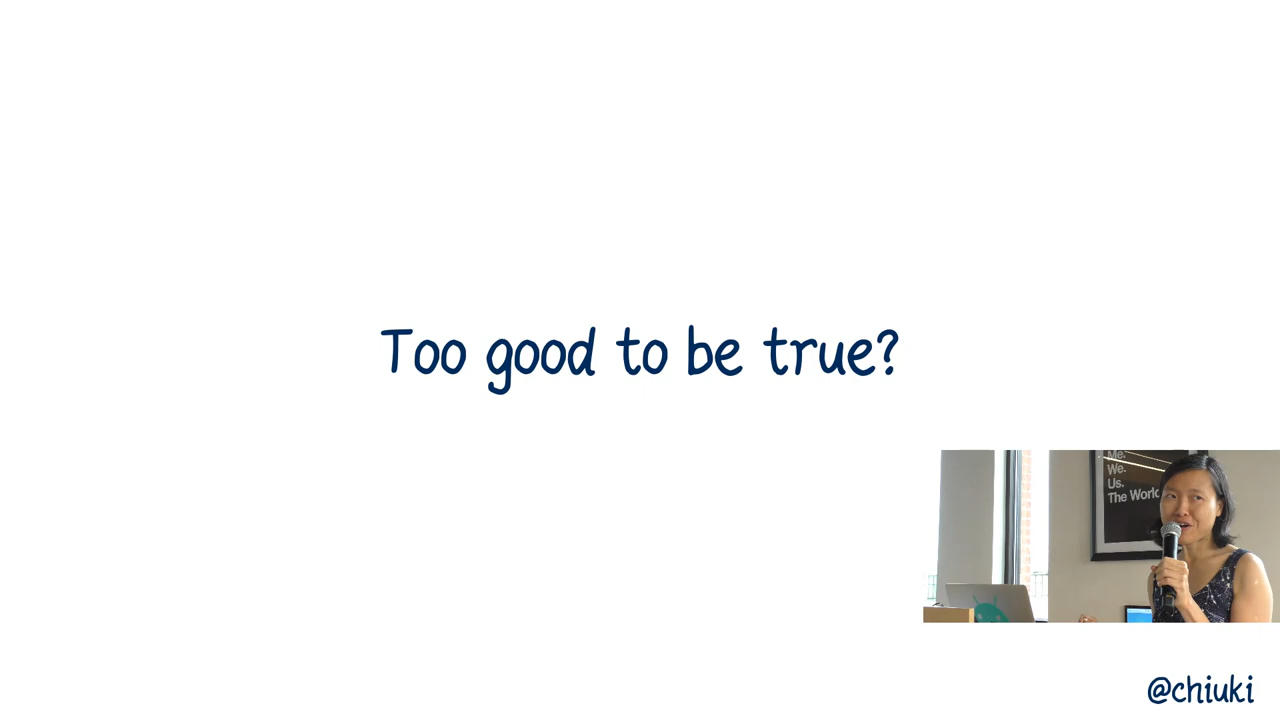 Too good to be true?
Me.
We.
Us.
The World
@chiuki